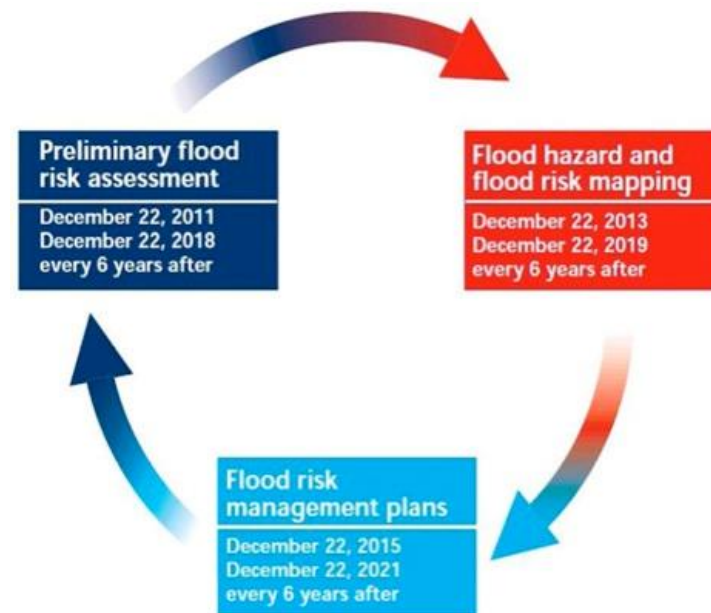 Preliminary flood
risk assessment
December 22, 2011
December 22, 2018
every 6 years after
Flood hazard and
flood risk mapping
December 22, 2013
December 22, 2019
every 6 years after
Flood risk
management plans
December 22, 2015
December 22, 2021
every 6 years after